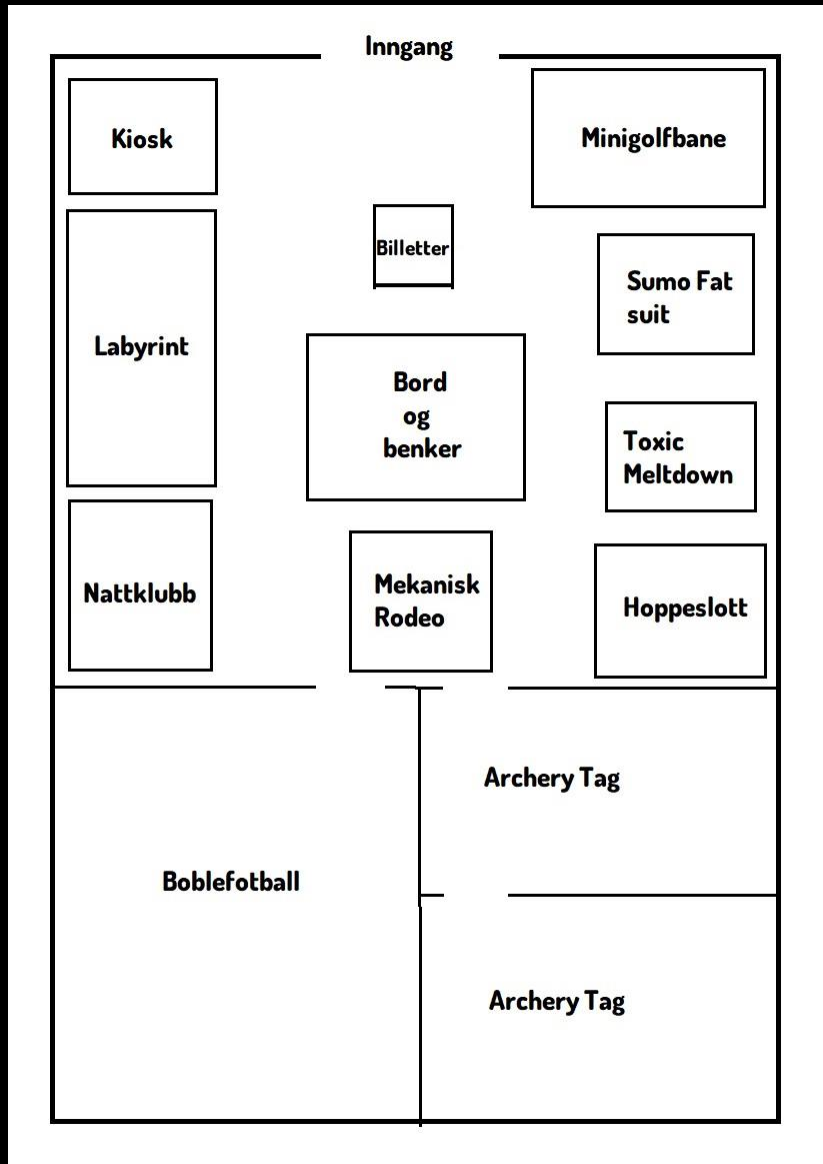 Inngang
Kiosk
Minigolfbane
Billetter
Sumo Fat
suit
Labyrint
Bord
og
benker
Toxic
Meltdown
Nattklubb
Mekanisk
Rodeo
Hoppeslott
Archery Tag
Boblefotball
Archery Tag